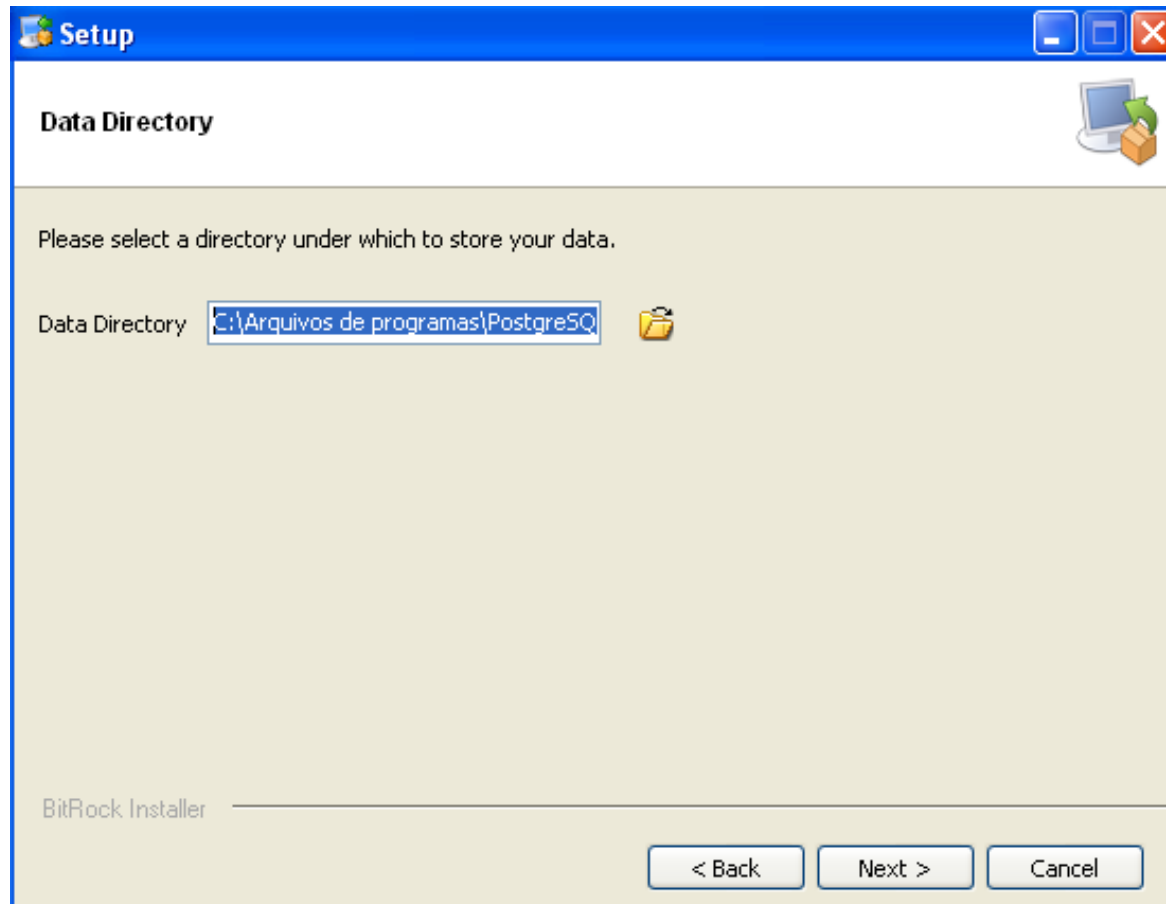 Setup
Data Directory
Please select a directory under which to store your data.
Data Directory C:\Arquivos de programas\PostgreSQ
BitRock Installer
< Back Next > Cancel